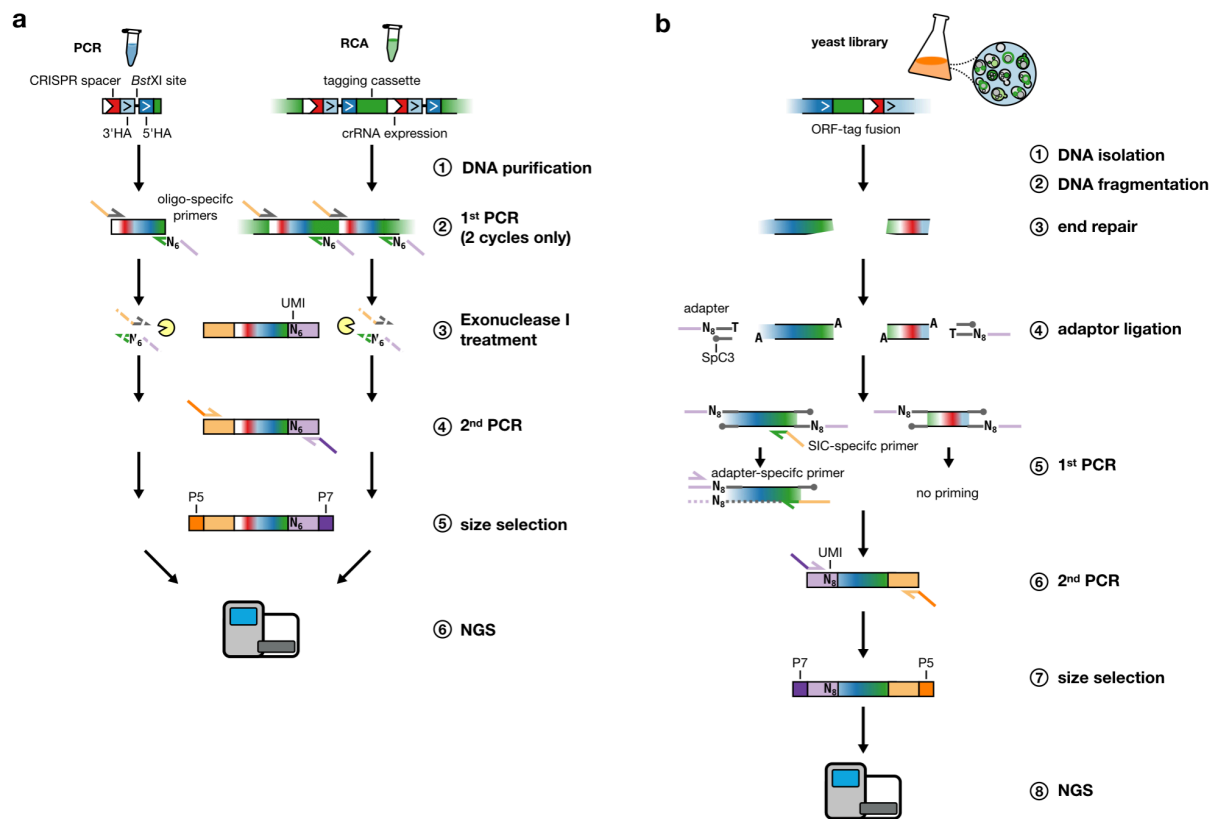 a
PCR
RCA
CRISPR spacer
BstXI site
tagging cassette
3'HA
5'HA
crRNA expression
① DNA purification
oligo-specifc
primers
N6
N6
N6
② 1st PCR
(2 cycles only)
UMI
N6
N6
N6
③ Exonuclease I
treatment
N6
④ 2nd PCR
P5
P7
N6
⑤ size selection
⑥ NGS
b
yeast library
ORF-tag fusion
① DNA isolation
② DNA fragmentation
③ end repair
adapter
N8
T
SpC3
A
A
A
A
T
N8
④ adaptor ligation
N8
N8
N8
N8
SIC-specifc primer
adapter-specifc primer
N8
N8
no priming
⑤ 1st PCR
UMI
N8
⑥ 2nd PCR
P7
P5
N8
⑦ size selection
⑧ NGS